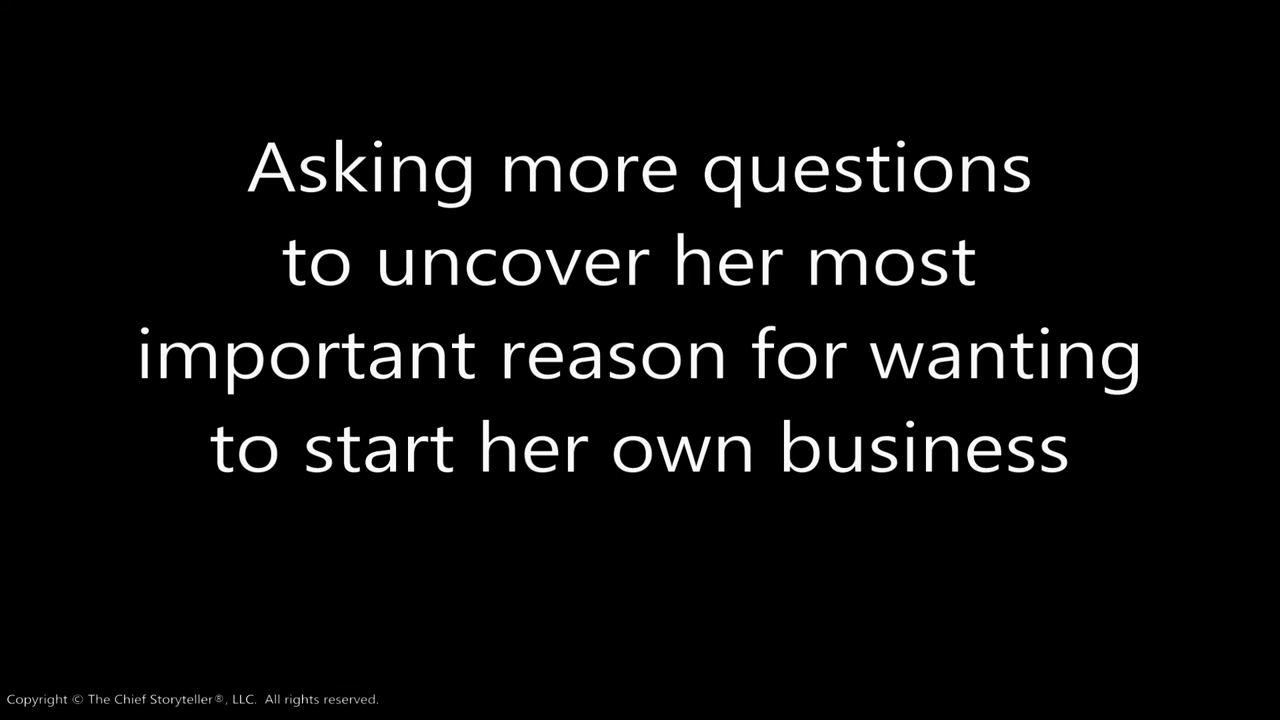 Asking more questions
to uncover her most
important reason for wanting
to start her own business
Copyright © The Chief Storyteller®, LLC.  All rights reserved.